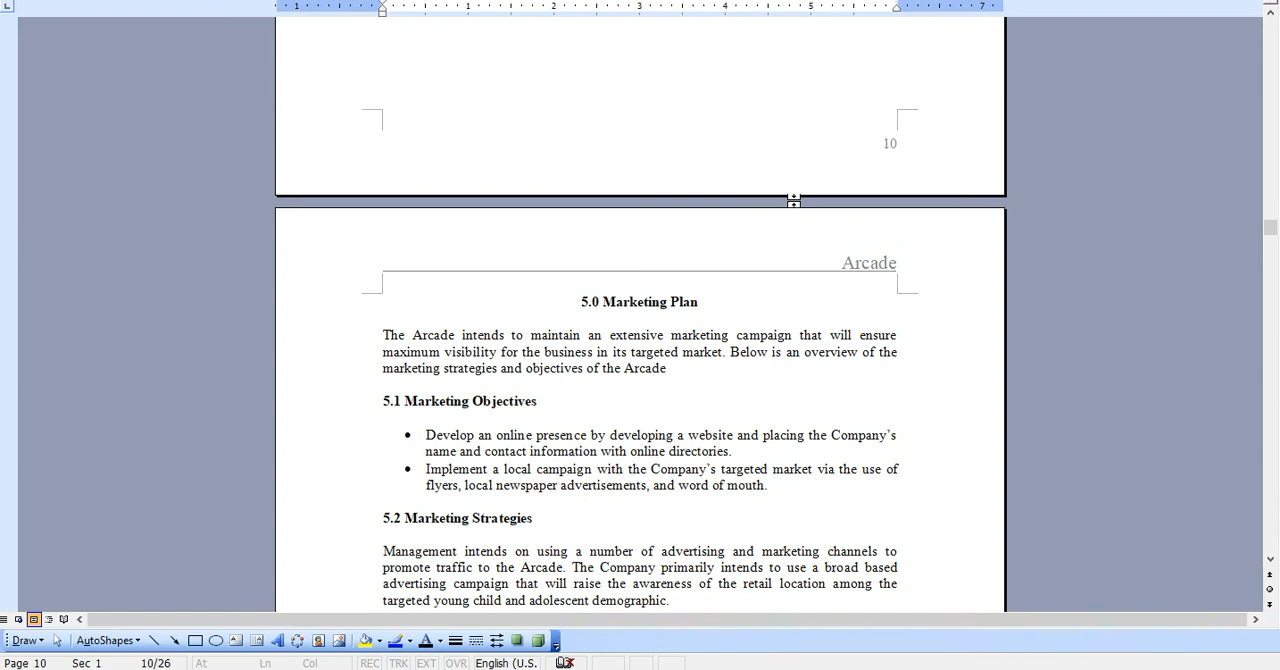 1 1 2 3 4 5 7
10
Arcade
5.0 Marketing Plan
The Arcade intends to maintain an extensive marketing campaign that will ensure
maximum visibility for the business in its targeted market. Below is an overview of the
marketing strategies and objectives of the Arcade
5.1 Marketing Objectives
• Develop an online presence by developing a website and placing the Company’s
name and contact information with online directories.
• Implement a local campaign with the Company’s targeted market via the use of
flyers, local newspaper advertisements, and word of mouth.
5.2 Marketing Strategies
Management intends on using a number of advertising and marketing channels to
promote traffic to the Arcade. The Company primarily intends to use a broad based
advertising campaign that will raise the awareness of the retail location among the
targeted young child and adolescent demographic.
Draw AutoShapes
Page 10 Sec 1 10/26 At Ln Col REC TRK EXT OVR English (U.S.